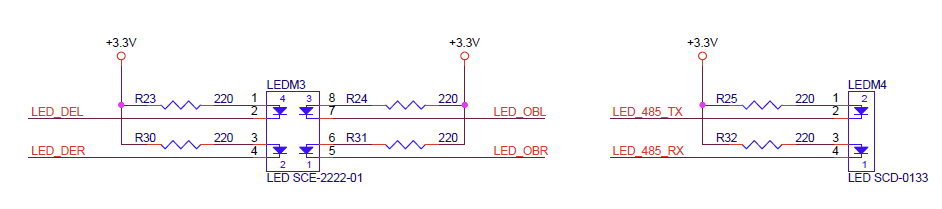 +3.3V +3.3V +3.3V
LEDM3 LEDM4
R23 220 1 4 3 8 R24 220 R25 220 1 2
LED_DEL 2 7 LED_OBL LED_485_TX 2
R30 220 3 6 R31 220 R32 220 3
LED_DER 4 2 1 5 LED_OBR LED_485_RX 4 1
LED SCE-2222-01 LED SCD-0133